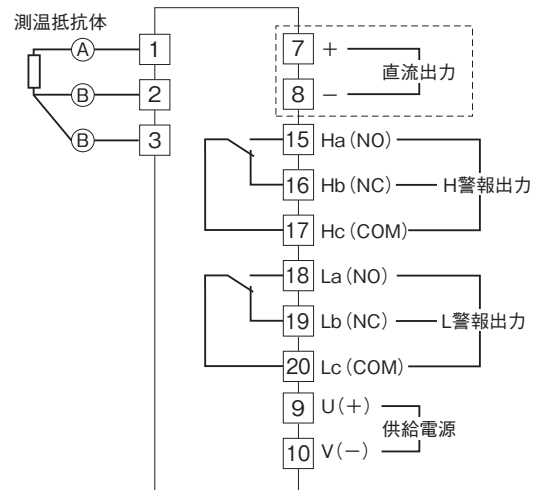 測温抵抗体
A 1
B 2
B 3
7 +
8 −
直流出力
15 Ha(NO)
16 Hb(NC) H警報出力
17 Hc(COM)
18 La(NO)
19 Lb(NC) L警報出力
20 Lc(COM)
9 U(+)
供給電源
10 V(−)